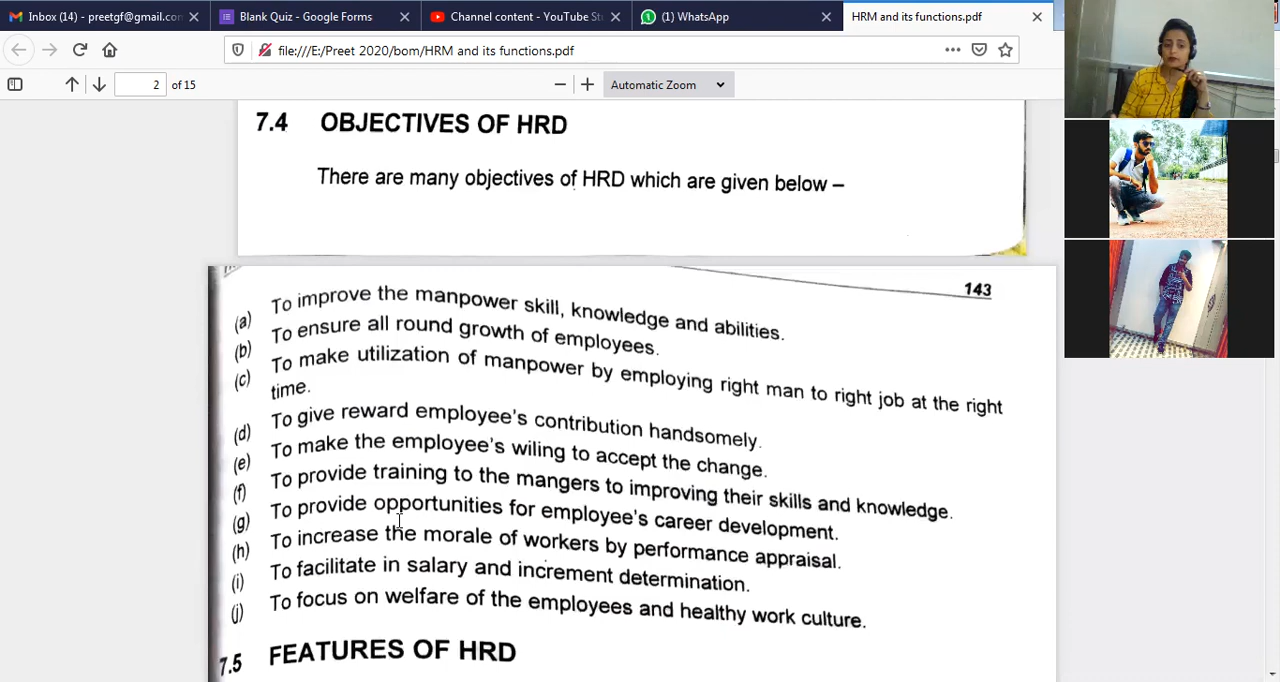 Inbox (14) - preetgf@gmail.con
Blank Quiz - Google Forms
Channel content - YouTube St
(1) WhatsApp
HRM and its functions.pdf
file:///E:/Preet 2020/bom/HRM and its functions.pdf
2 of 15
Automatic Zoom
7.4 OBJECTIVES OF HRD
There are many objectives of HRD which are given below –
143
(a) To improve the manpower skill, knowledge and abilities.
(b) To ensure all round growth of employees.
(c) To make utilization of manpower by employing right man to right job at the right
time.
(d) To give reward employee's contribution handsomely.
(e) To make the employee's wiling to accept the change.
(f) To provide training to the mangers to improving their skills and knowledge.
(g) To provide opportunities for employee's career development.
(h) To increase the morale of workers by performance appraisal.
(i) To facilitate in salary and increment determination.
(j) To focus on welfare of the employees and healthy work culture.
7.5 FEATURES OF HRD